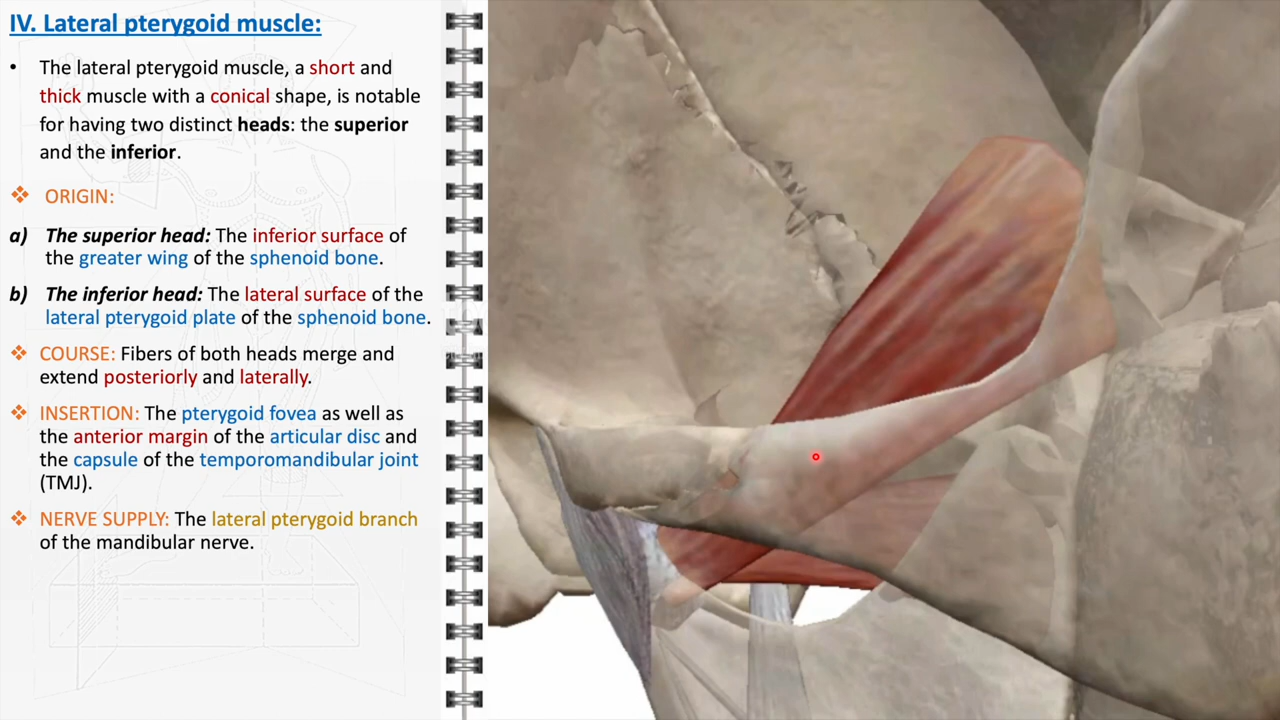 IV. Lateral pterygoid muscle:
• The lateral pterygoid muscle, a short and
thick muscle with a conical shape, is notable
for having two distinct heads: the superior
and the inferior.
❖ ORIGIN:
a) The superior head: The inferior surface of
the greater wing of the sphenoid bone.
b) The inferior head: The lateral surface of the
lateral pterygoid plate of the sphenoid bone.
❖ COURSE: Fibers of both heads merge and
extend posteriorly and laterally.
❖ INSERTION: The pterygoid fovea as well as
the anterior margin of the articular disc and
the capsule of the temporomandibular joint
(TMJ).
❖ NERVE SUPPLY: The lateral pterygoid branch
of the mandibular nerve.